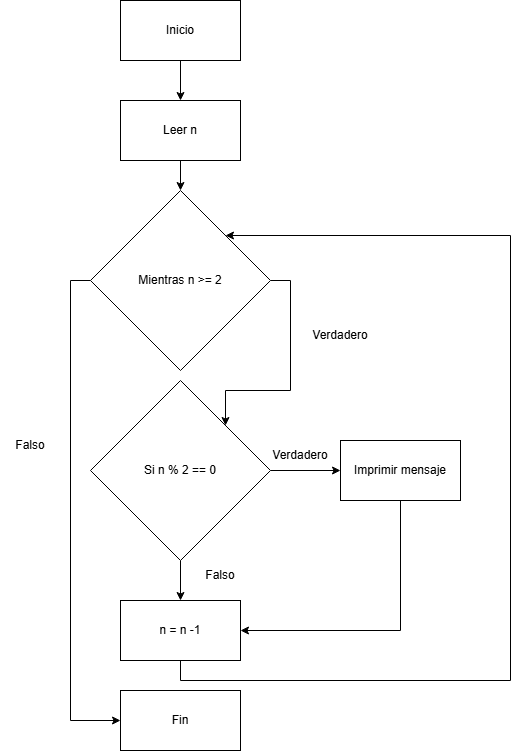 Inicio
Leer n
Mientras n >= 2
Verdadero
Falso
Si n % 2 == 0
Verdadero
Imprimir mensaje
Falso
n = n -1
Fin